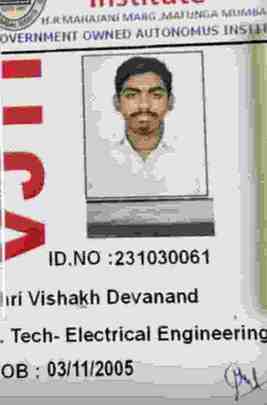 Institute
H.R MAHAJANI MARG ,MATUNGA MUMBA
OVERNMENT OWNED AUTONOMUS INSTIT
VJTI
ID.NO :231030061
hri Vishakh Devanand
. Tech- Electrical Engineering
OB : 03/11/2005